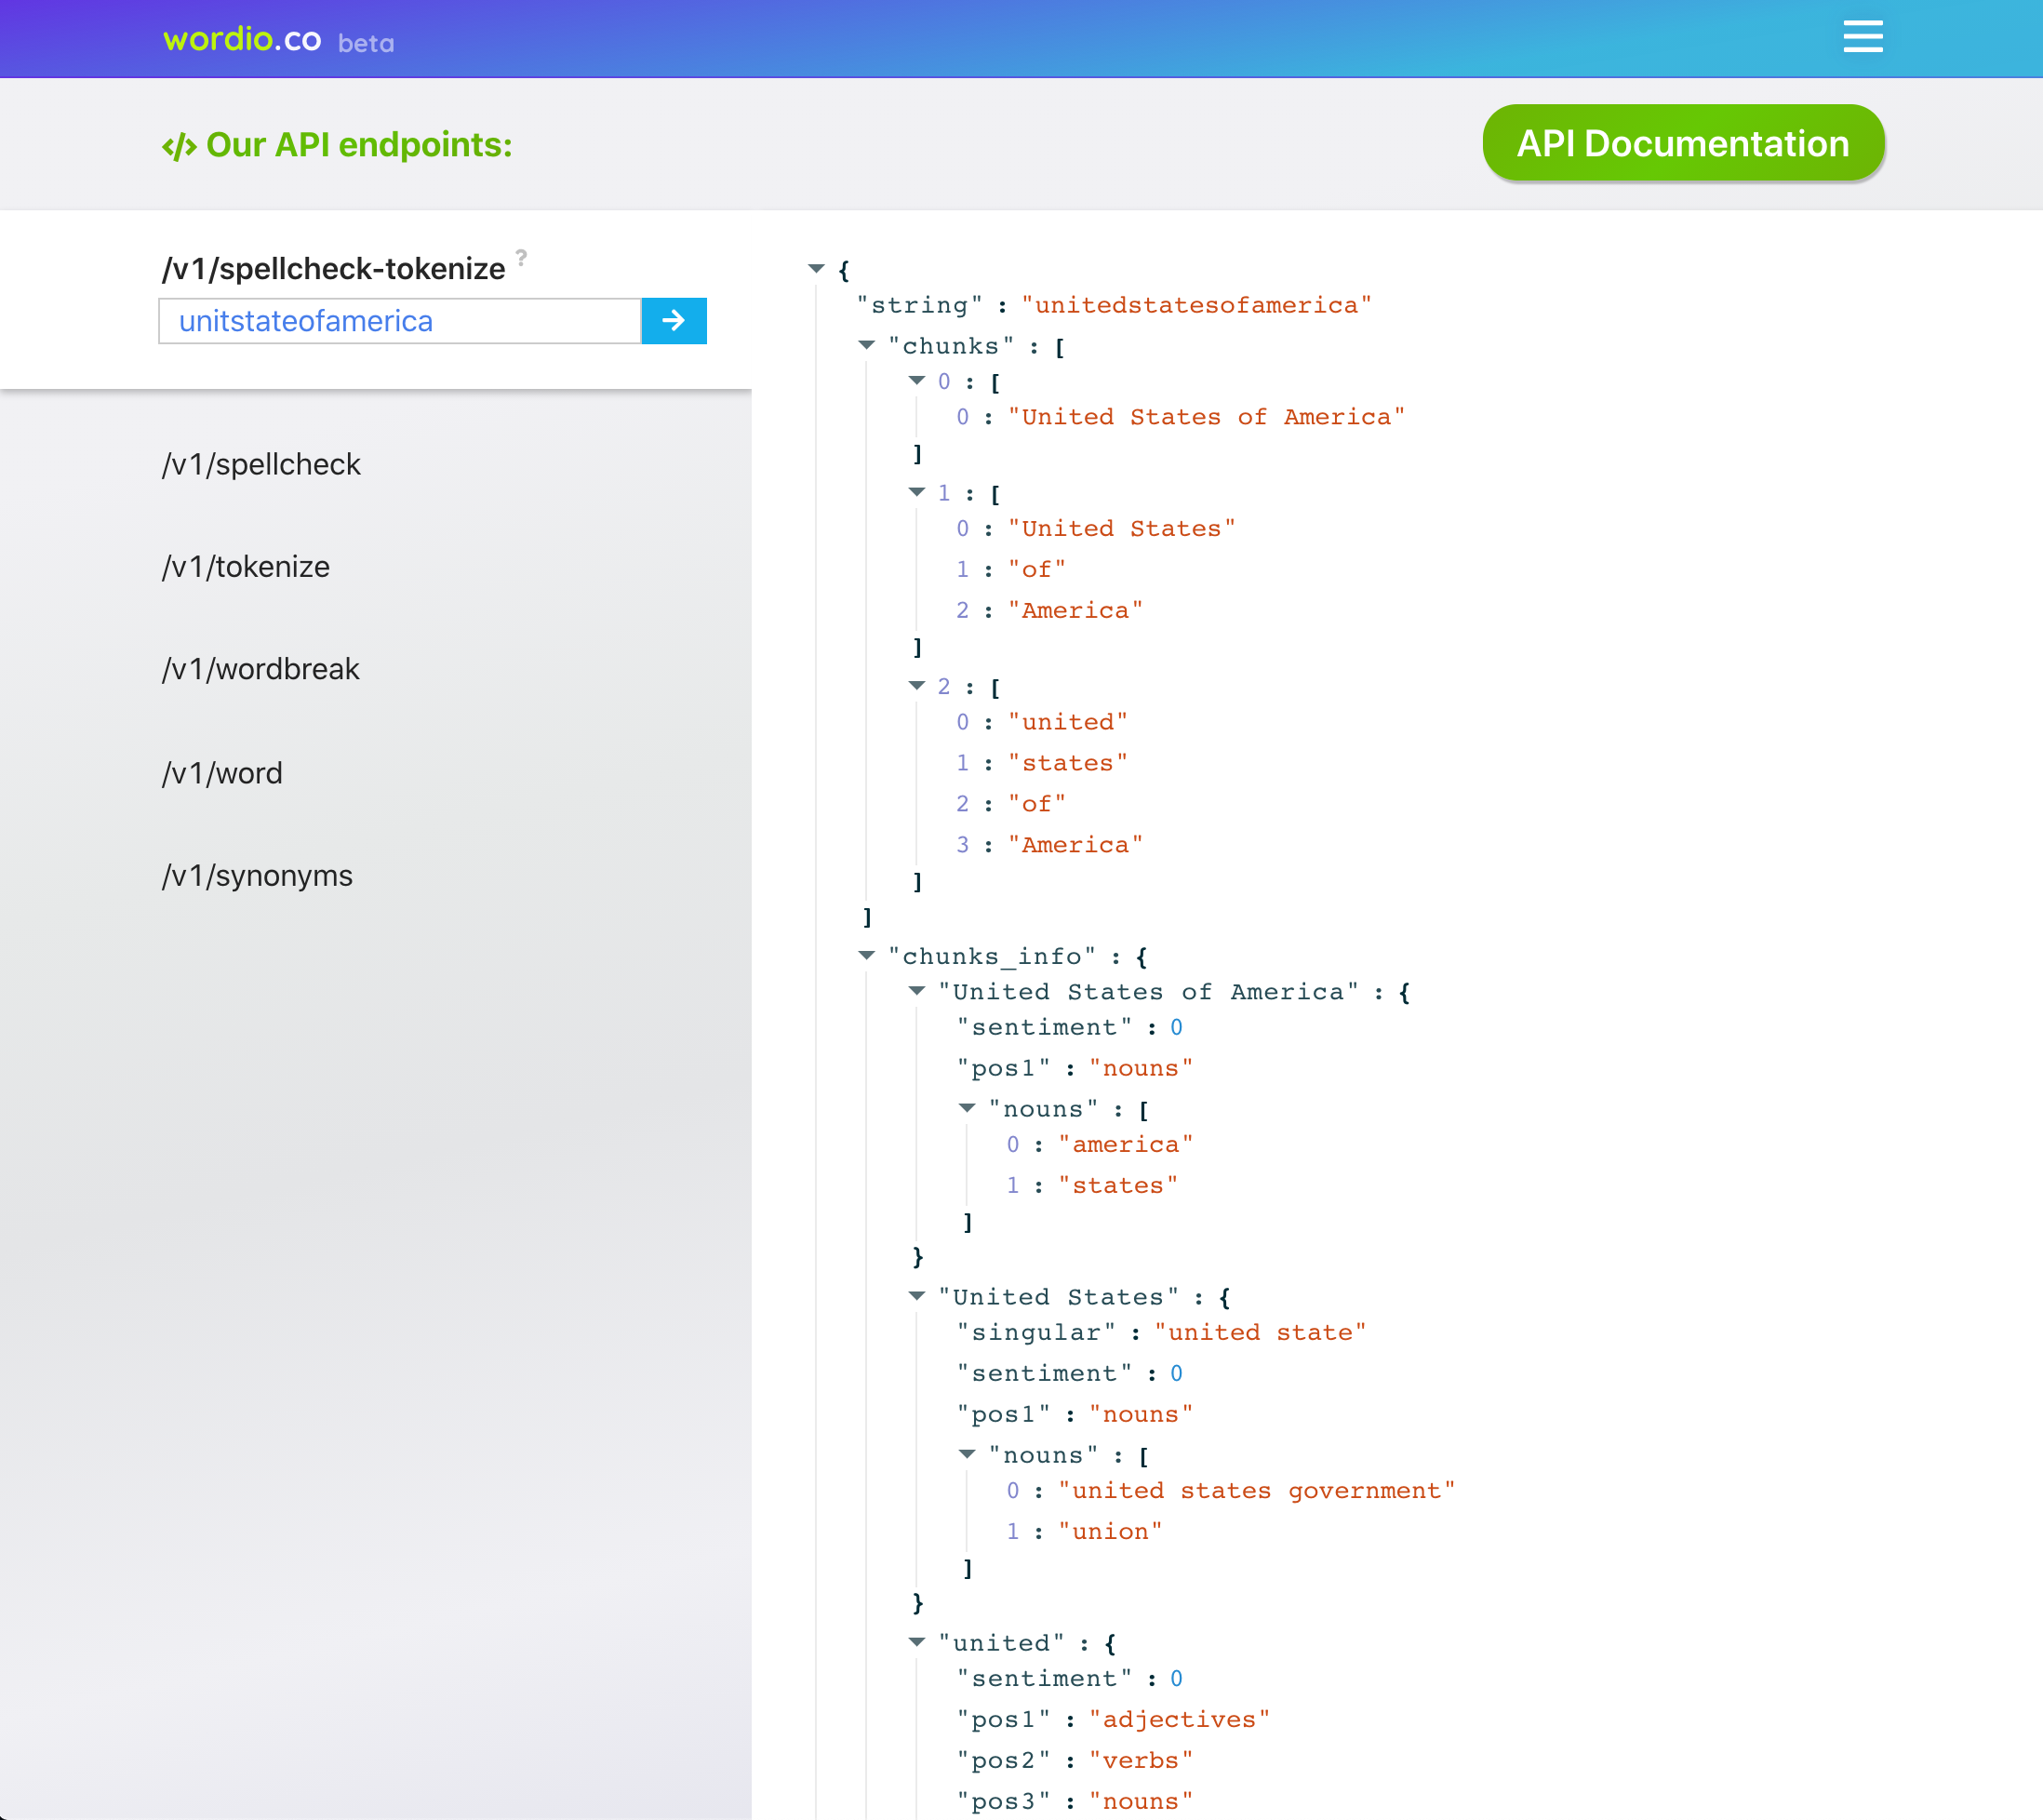 wordio.co beta
</> Our API endpoints:
API Documentation
/v1/spellcheck-tokenize ?
unitstateofamerica
/v1/spellcheck
/v1/tokenize
/v1/wordbreak
/v1/word
/v1/synonyms
{
"string" : "unitedstatesofamerica"
"chunks" : [
0 : [
0 : "United States of America"
]
1 : [
0 : "United States"
1 : "of"
2 : "America"
]
2 : [
0 : "united"
1 : "states"
2 : "of"
3 : "America"
]
]
"chunks_info" : {
"United States of America" : {
"sentiment" : 0
"pos1" : "nouns"
"nouns" : [
0 : "america"
1 : "states"
]
}
"United States" : {
"singular" : "united state"
"sentiment" : 0
"pos1" : "nouns"
"nouns" : [
0 : "united states government"
1 : "union"
]
}
"united" : {
"sentiment" : 0
"pos1" : "adjectives"
"pos2" : "verbs"
"pos3" : "nouns"